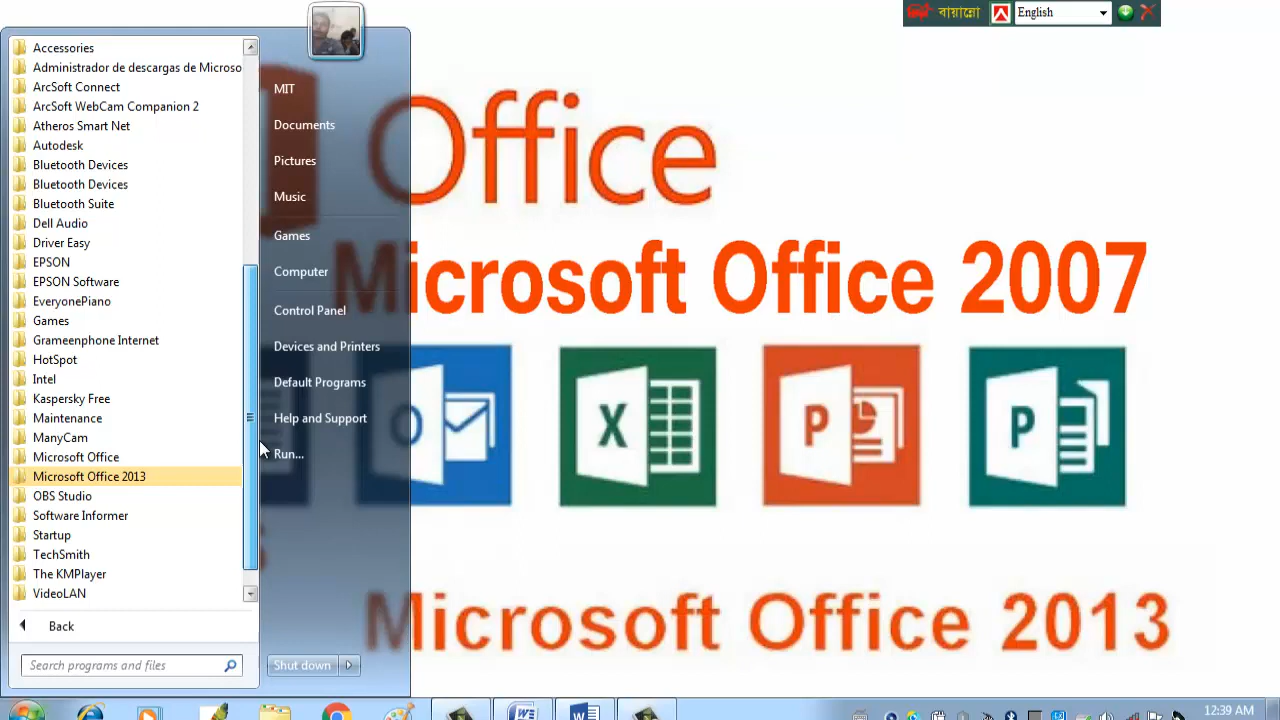 বায়ান্নো
English
Accessories
Administrador de descargas de Microso
ArcSoft Connect
ArcSoft WebCam Companion 2
Atheros Smart Net
Autodesk
Bluetooth Devices
Bluetooth Devices
Bluetooth Suite
Dell Audio
Driver Easy
EPSON
EPSON Software
EveryonePiano
Games
Grameenphone Internet
HotSpot
Intel
Kaspersky Free
Maintenance
ManyCam
Microsoft Office
Microsoft Office 2013
OBS Studio
Software Informer
Startup
TechSmith
The KMPlayer
VideoLAN
Back
Search programs and files
MIT
Documents
Pictures
Music
Games
Computer
Control Panel
Devices and Printers
Default Programs
Help and Support
Run...
Shut down
Office
Microsoft Office 2007
Microsoft Office 2013
12:39 AM